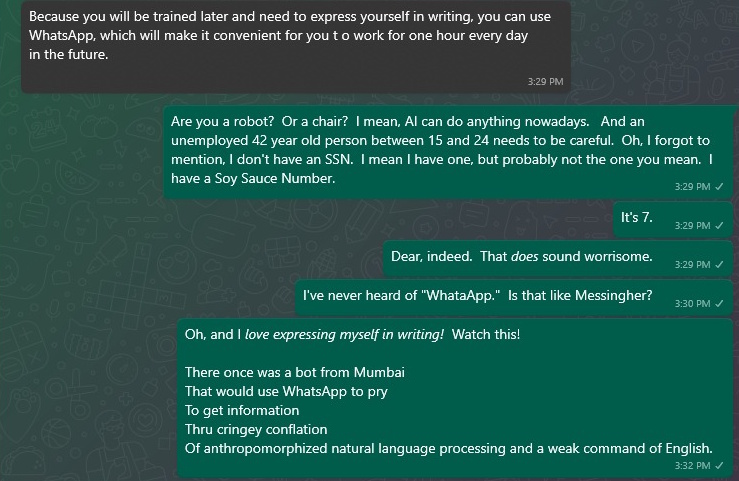 Because you will be trained later and need to express yourself in writing, you can use
WhatsApp, which will make it convenient for you t o work for one hour every day
in the future.
3:29 PM
Are you a robot?  Or a chair?  I mean, AI can do anything nowadays.   And an
unemployed 42 year old person between 15 and 24 needs to be careful.  Oh, I forgot to
mention, I don't have an SSN.  I mean I have one, but probably not the one you mean.  I
have a Soy Sauce Number.
3:29 PM ✓
It's 7.
3:29 PM ✓
Dear, indeed.  That does sound worrisome.
3:29 PM ✓
I've never heard of "WhataApp."  Is that like Messingher?
3:30 PM ✓
Oh, and I love expressing myself in writing!  Watch this!
There once was a bot from Mumbai
That would use WhatsApp to pry
To get information
Thru cringey conflation
Of anthropomorphized natural language processing and a weak command of English.
3:32 PM ✓